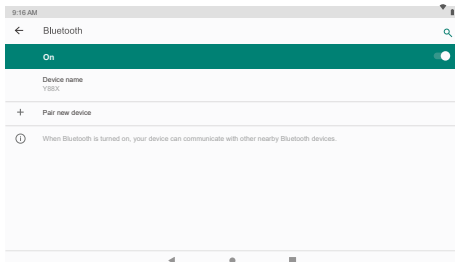 9:16 AM
Bluetooth
On
Device name
Y88X
Pair new device
When Bluetooth is turned on, your device can communicate with other nearby Bluetooth devices.